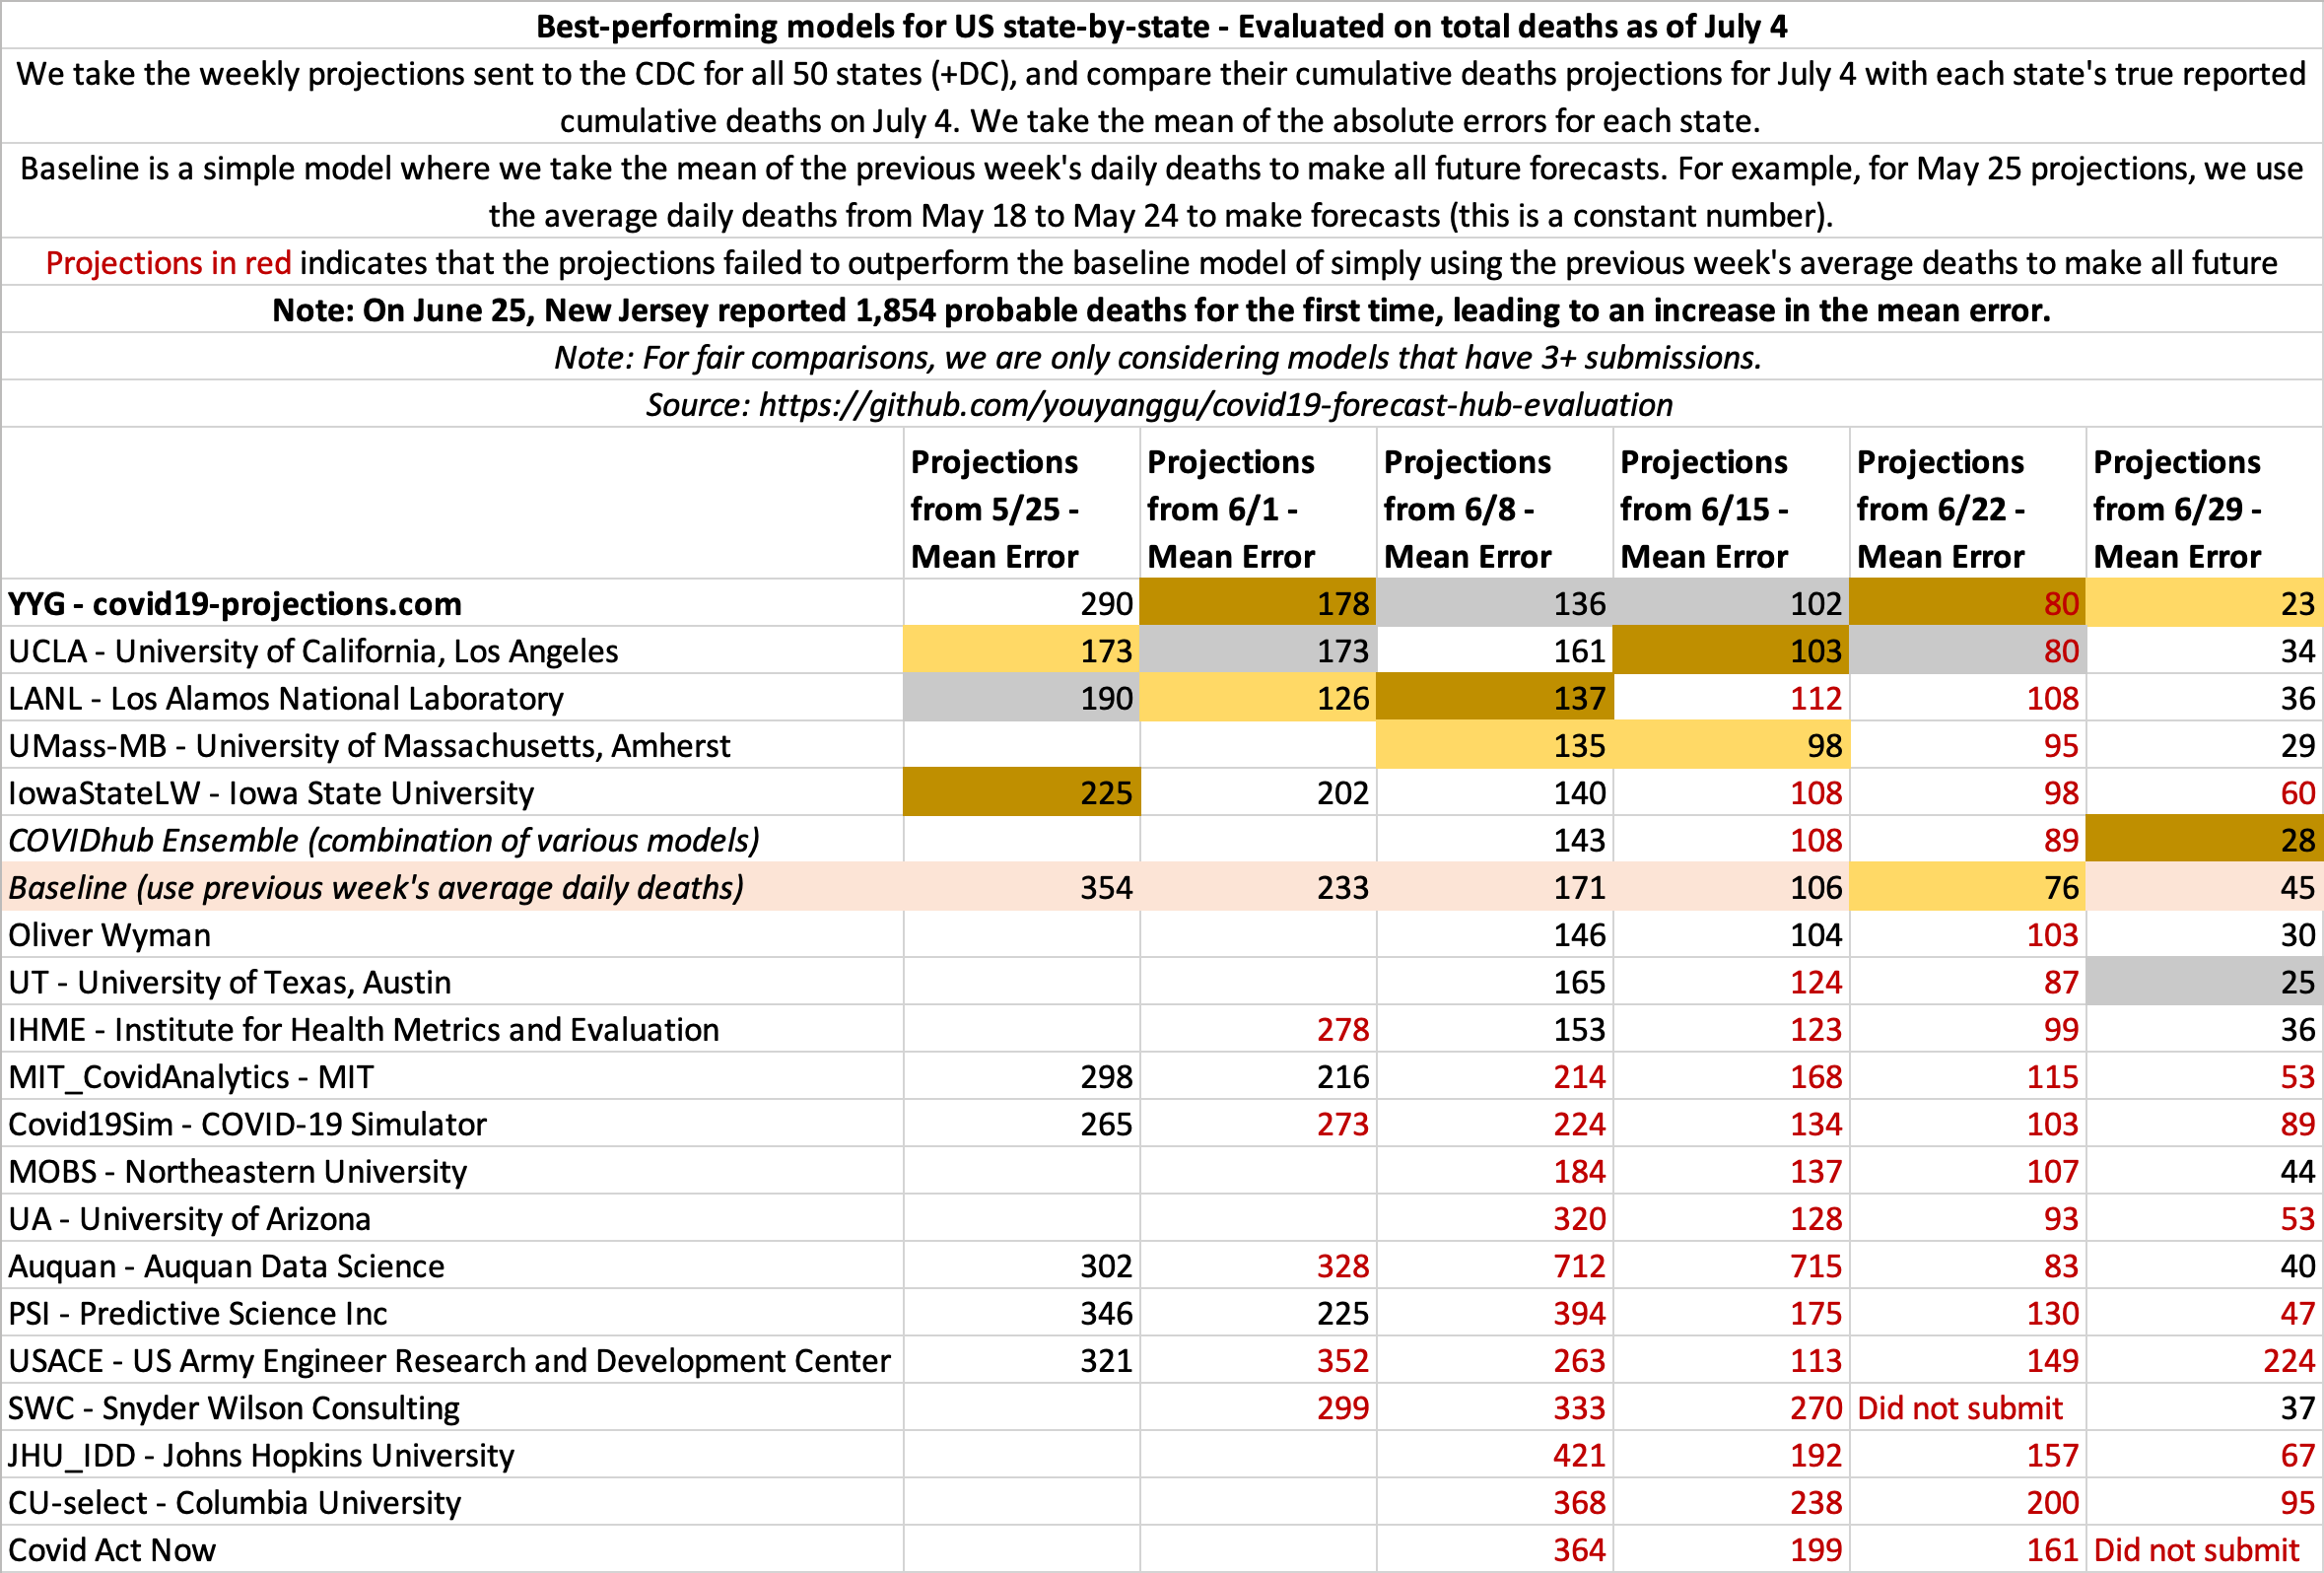 Best-performing models for US state-by-state - Evaluated on total deaths as of July 4
We take the weekly projections sent to the CDC for all 50 states (+DC), and compare their cumulative deaths projections for July 4 with each state's true reported
cumulative deaths on July 4. We take the mean of the absolute errors for each state.
Baseline is a simple model where we take the mean of the previous week's daily deaths to make all future forecasts. For example, for May 25 projections, we use
the average daily deaths from May 18 to May 24 to make forecasts (this is a constant number).
Projections in red indicates that the projections failed to outperform the baseline model of simply using the previous week's average deaths to make all future
Note: On June 25, New Jersey reported 1,854 probable deaths for the first time, leading to an increase in the mean error.
Note: For fair comparisons, we are only considering models that have 3+ submissions.
Source: https://github.com/youyanggu/covid19-forecast-hub-evaluation
Projections Projections Projections Projections Projections Projections
from 5/25 - from 6/1 - from 6/8 - from 6/15 - from 6/22 - from 6/29 -
Mean Error Mean Error Mean Error Mean Error Mean Error Mean Error
YYG - covid19-projections.com 290 178 136 102 80 23
UCLA - University of California, Los Angeles 173 173 161 103 80 34
LANL - Los Alamos National Laboratory 190 126 137 112 108 36
UMass-MB - University of Massachusetts, Amherst 135 98 95 29
IowaStateLW - Iowa State University 225 202 140 108 98 60
COVIDhub Ensemble (combination of various models) 143 108 89 28
Baseline (use previous week's average daily deaths) 354 233 171 106 76 45
Oliver Wyman 146 104 103 30
UT - University of Texas, Austin 165 124 87 25
IHME - Institute for Health Metrics and Evaluation 278 153 123 99 36
MIT_CovidAnalytics - MIT 298 216 214 168 115 53
Covid19Sim - COVID-19 Simulator 265 273 224 134 103 89
MOBS - Northeastern University 184 137 107 44
UA - University of Arizona 320 128 93 53
Auquan - Auquan Data Science 302 328 712 715 83 40
PSI - Predictive Science Inc 346 225 394 175 130 47
USACE - US Army Engineer Research and Development Center 321 352 263 113 149 224
SWC - Snyder Wilson Consulting 299 333 270 Did not submit 37
JHU_IDD - Johns Hopkins University 421 192 157 67
CU-select - Columbia University 368 238 200 95
Covid Act Now 364 199 161 Did not submit